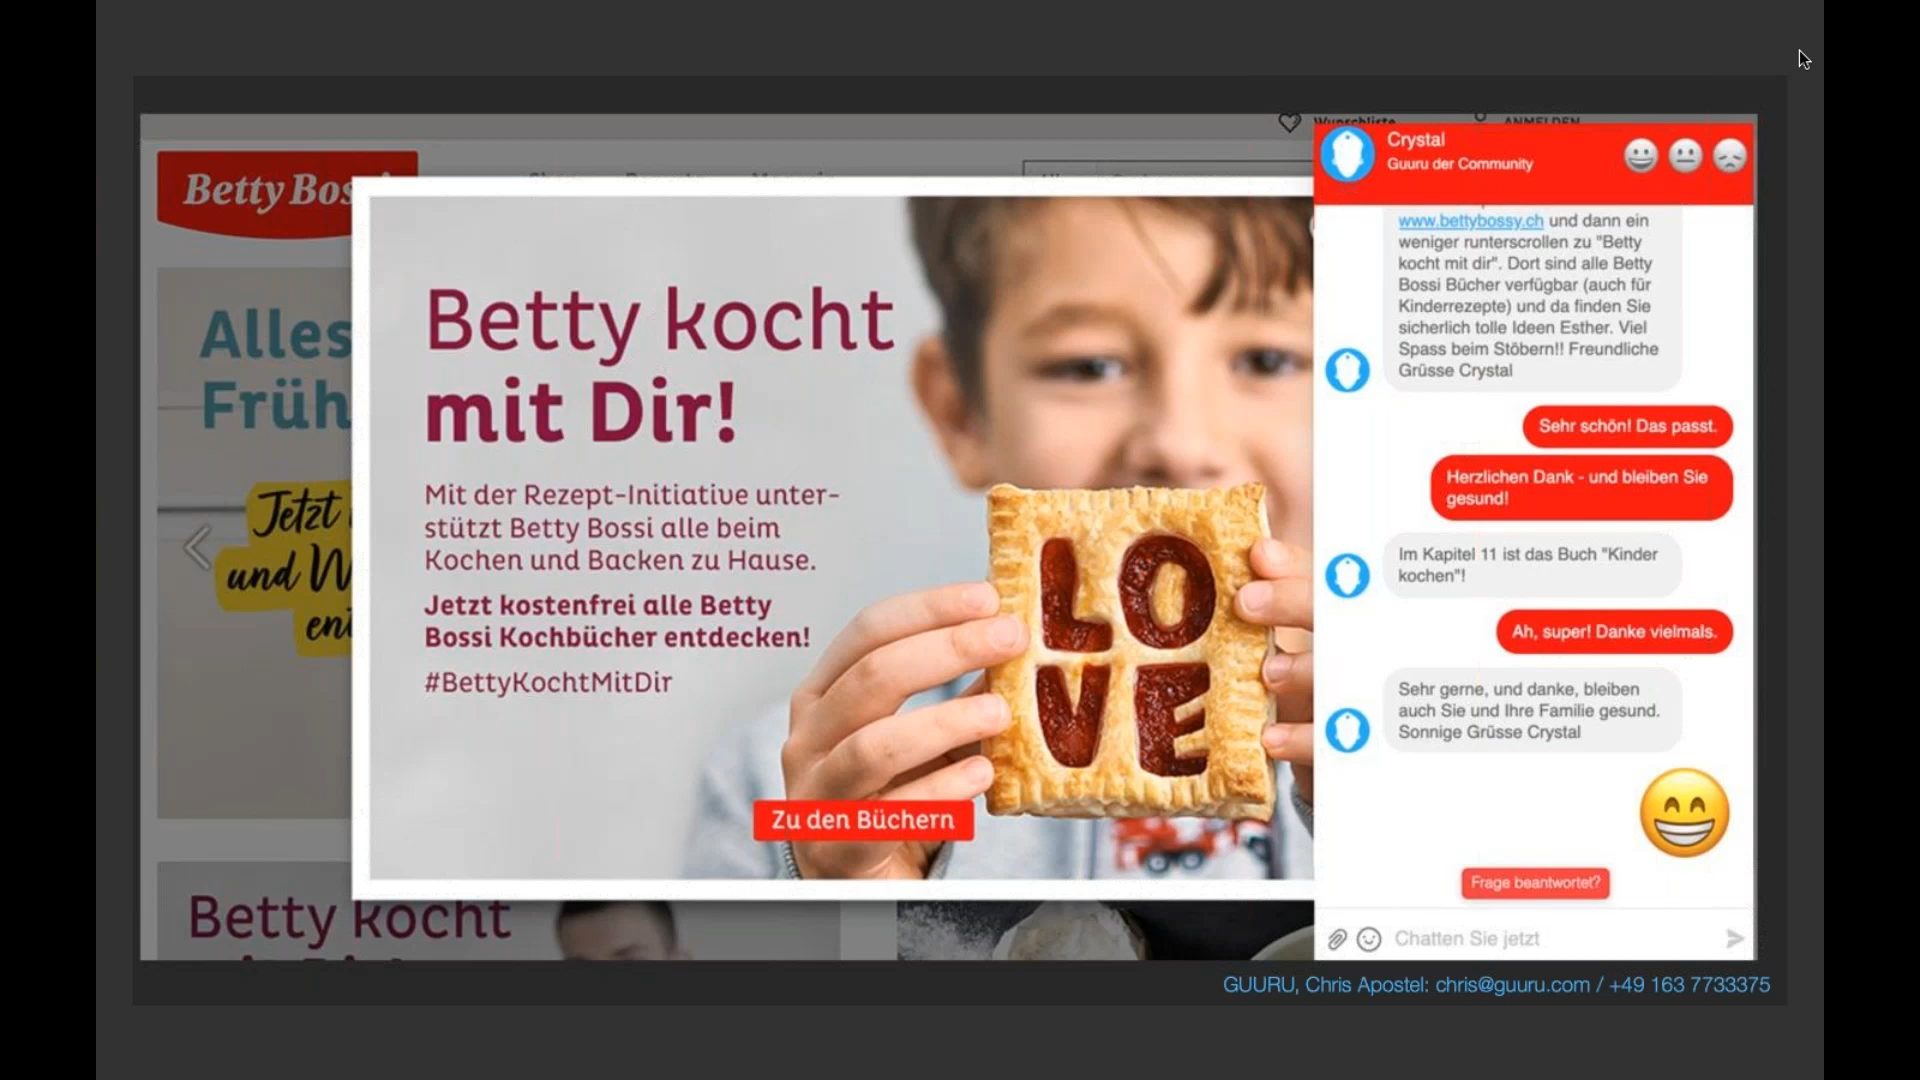 Wunschliste
ANMELDEN
Betty Bos
Alles
Früh
Jetzt
und W
Betty kocht
mit Dir!
Mit der Rezept-Initiative unter-
stützt Betty Bossi alle beim
Kochen und Backen zu Hause.
Jetzt kostenfrei alle Betty
Bossi Kochbücher entdecken!
#BettyKochtMitDir
LO
VE
Zu den Büchern
Betty kocht
Crystal
Guuru der Community
www.bettybossy.ch und dann ein
weniger runterscrollen zu "Betty
kocht mit dir". Dort sind alle Betty
Bossi Bücher verfügbar (auch für
Kinderrezepte) und da finden Sie
sicherlich tolle Ideen Esther. Viel
Spass beim Stöbern!! Freundliche
Grüsse Crystal
Sehr schön! Das passt.
Herzlichen Dank - und bleiben Sie
gesund!
Im Kapitel 11 ist das Buch "Kinder
kochen"!
Ah, super! Danke vielmals.
Sehr gerne, und danke, bleiben
auch Sie und Ihre Familie gesund.
Sonnige Grüsse Crystal
Frage beantwortet?
Chatten Sie jetzt
GUURU, Chris Apostel: chris@guuru.com / +49 163 7733375